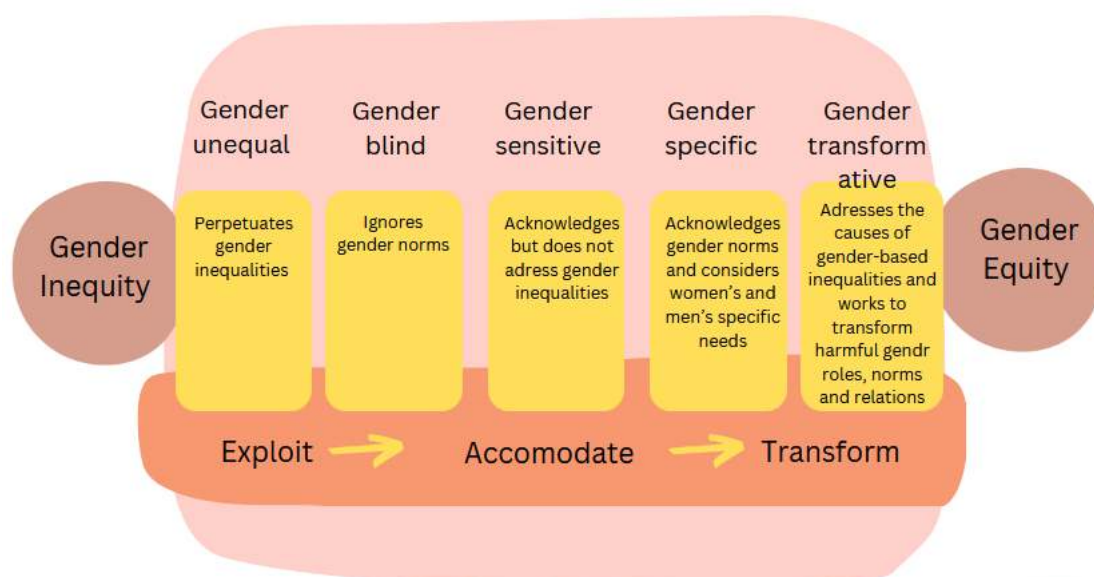 Gender
Inequity
Gender
unequal
Perpetuates
gender
inequalities
Gender
blind
Ignores
gender norms
Gender
sensitive
Acknowledges
but does not
adress gender
inequalities
Gender
specific
Acknowledges
gender norms
and considers
women's and
men's specific
needs
Gender
transform
ative
Adresses the
causes of
gender-based
inequalities and
works to
transform
harmful gendr
roles, norms
and relations
Gender
Equity
Exploit
Accomodate
Transform